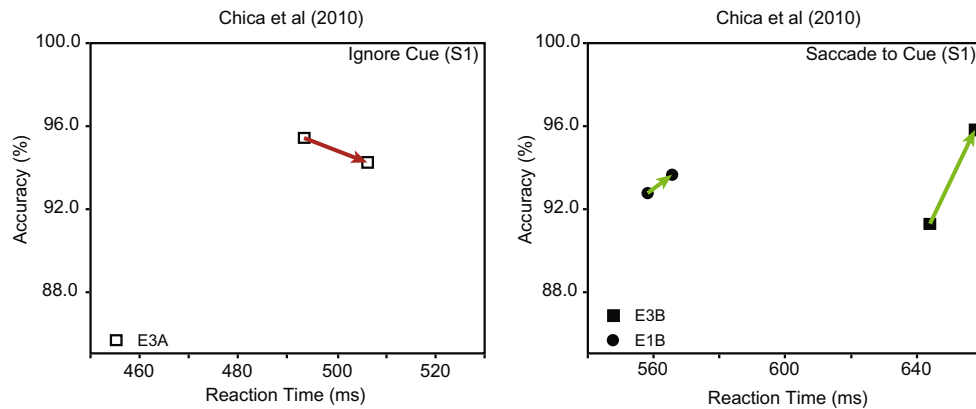 Chica et al (2010)
Ignore Cue (S1)
Accuracy (%)
100.0
96.0
92.0
88.0
E3A
460 480 500 520
Reaction Time (ms)
Chica et al (2010)
Saccade to Cue (S1)
Accuracy (%)
100.0
96.0
92.0
88.0
E3B
E1B
560 600 640
Reaction Time (ms)